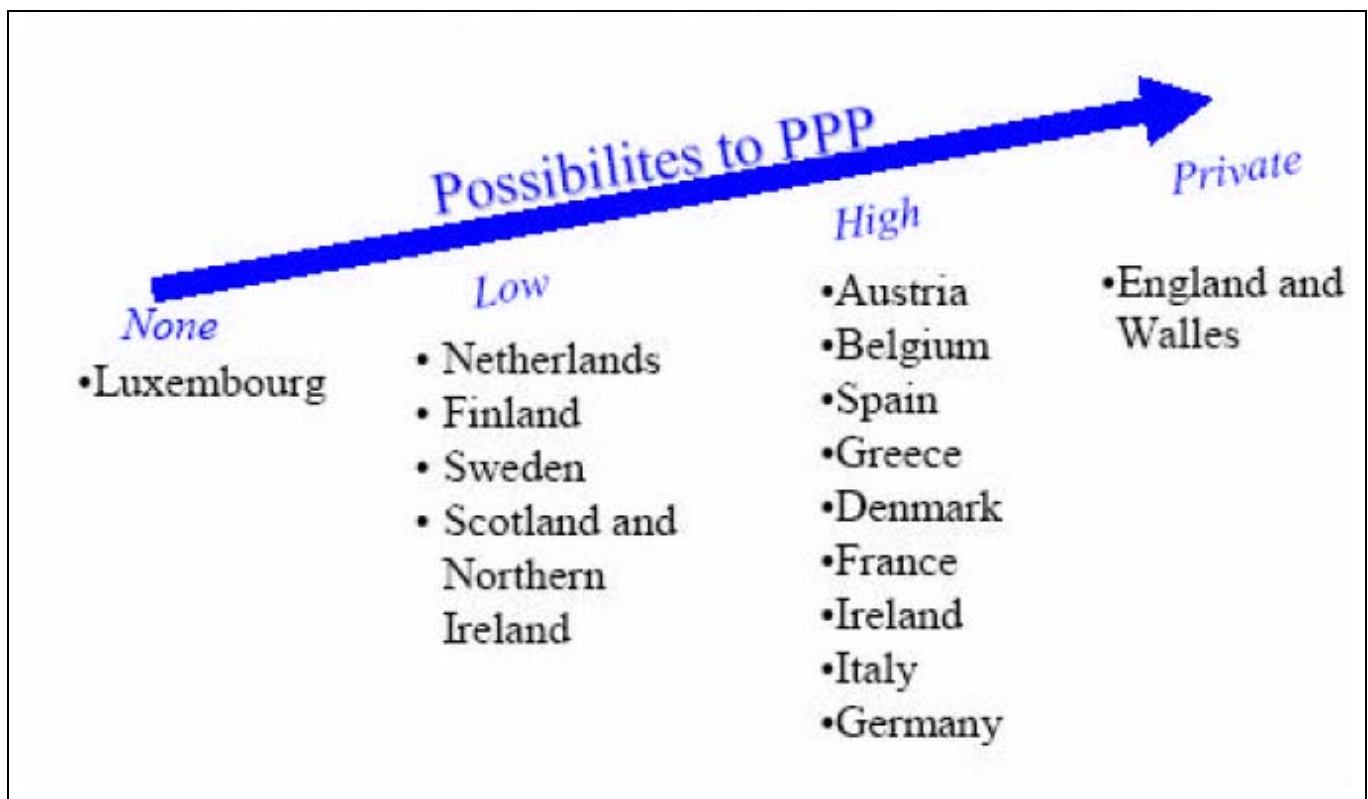 Possibilites to PPP
None
•Luxembourg
Low
• Netherlands
• Finland
• Sweden
• Scotland and
Northern
Ireland
High
•Austria
•Belgium
•Spain
•Greece
•Denmark
•France
•Ireland
•Italy
•Germany
Private
•England and
Walles